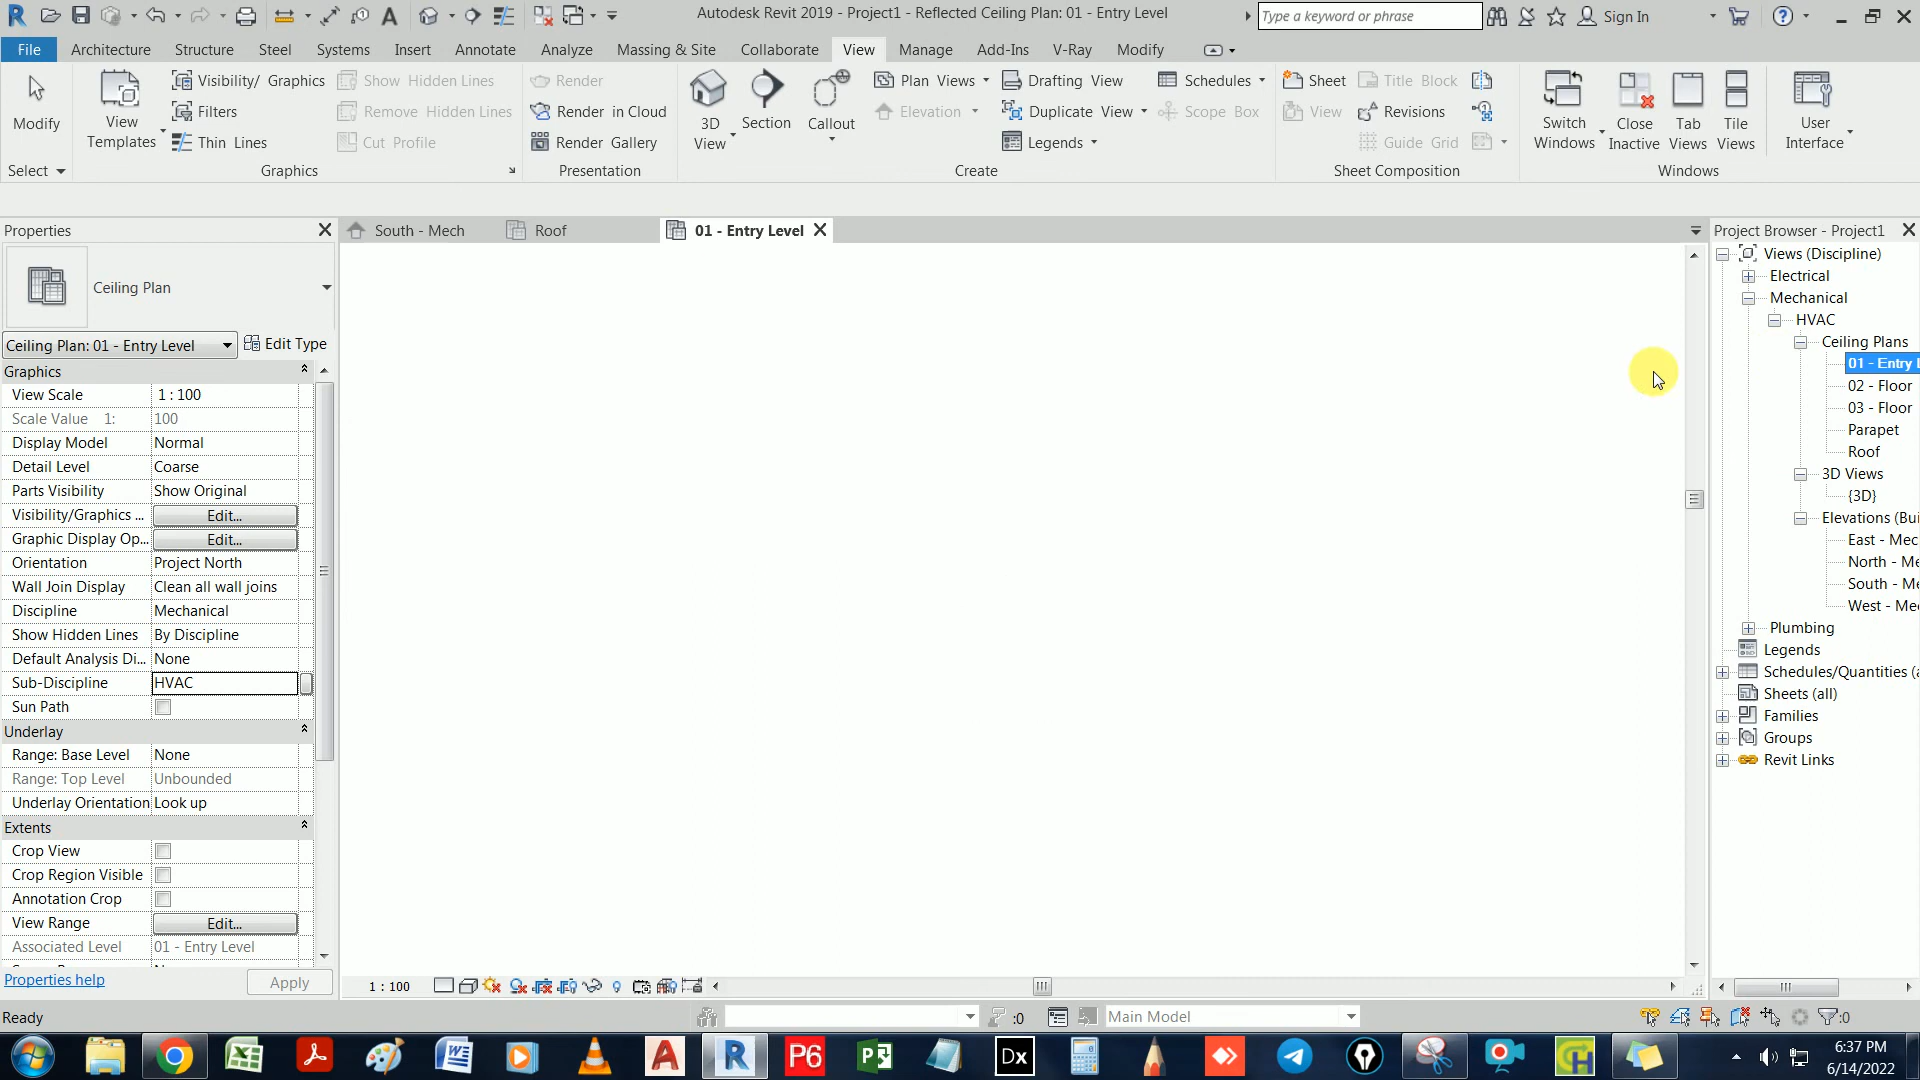 Autodesk Revit 2019 - Project1 - Reflected Ceiling Plan: 01 - Entry Level
Type a keyword or phrase
Sign In
File
Architecture
Structure
Steel
Systems
Insert
Annotate
Analyze
Massing & Site
Collaborate
View
Manage
Add-Ins
V-Ray
Modify
Modify
View Templates
Visibility/ Graphics
Filters
Thin Lines
Show Hidden Lines
Remove Hidden Lines
Cut Profile
Render
Render in Cloud
Render Gallery
3D View
Section
Callout
Plan Views
Elevation
Drafting View
Duplicate View
Legends
Schedules
Scope Box
Sheet
View
Title Block
Revisions
Guide Grid
Switch Windows
Close Inactive
Tab Views
Tile Views
User Interface
Select
Graphics
Presentation
Create
Sheet Composition
Windows
Properties
Ceiling Plan
Ceiling Plan: 01 - Entry Level
Edit Type
Graphics
View Scale 1 : 100
Scale Value 1: 100
Display Model Normal
Detail Level Coarse
Parts Visibility Show Original
Visibility/Graphics ... Edit...
Graphic Display Op... Edit...
Orientation Project North
Wall Join Display Clean all wall joins
Discipline Mechanical
Show Hidden Lines By Discipline
Default Analysis Di... None
Sub-Discipline HVAC
Sun Path
Underlay
Range: Base Level None
Range: Top Level Unbounded
Underlay Orientation Look up
Extents
Crop View
Crop Region Visible
Annotation Crop
View Range Edit...
Associated Level 01 - Entry Level
Properties help
Apply
South - Mech
Roof
01 - Entry Level
1 : 100
Project Browser - Project1
Views (Discipline)
Electrical
Mechanical
HVAC
Ceiling Plans
01 - Entry L
02 - Floor
03 - Floor
Parapet
Roof
3D Views
{3D}
Elevations (Bui
East - Mec
North - Me
South - Me
West - Me
Plumbing
Legends
Schedules/Quantities (a
Sheets (all)
Families
Groups
Revit Links
Ready
:0
Main Model
:0
P6
Dx
6:37 PM
6/14/2022